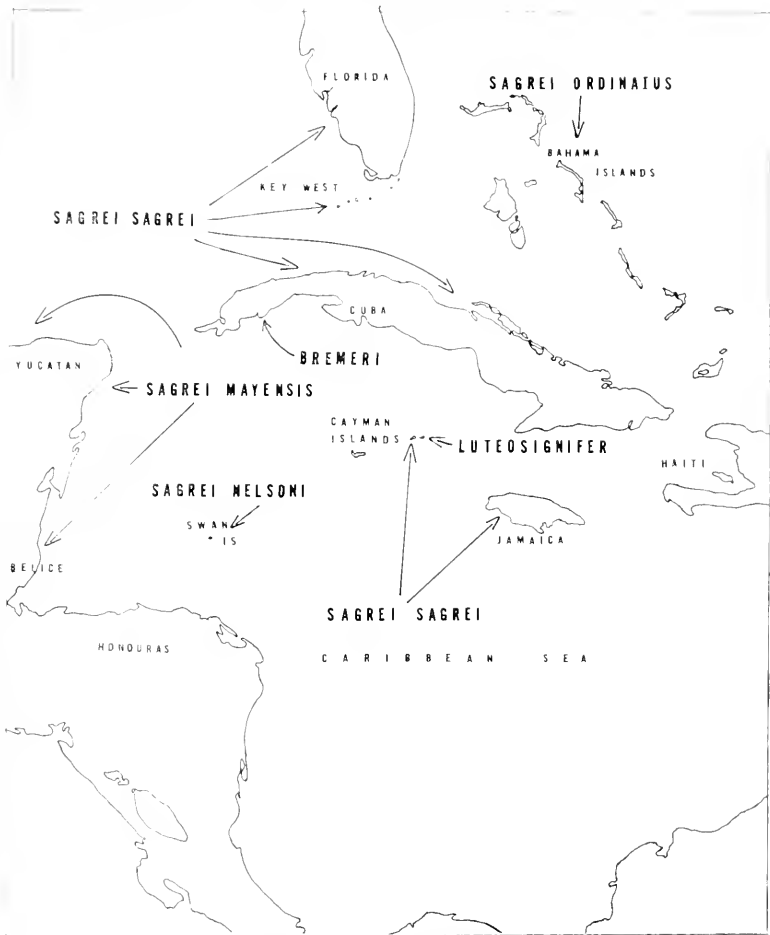 FLORIDA
SAGREI ORDINATUS
BAHAMA
ISLANDS
KEY WEST
SAGREI SAGREI
CUBA
BREMERI
YUCATAN
SAGREI MAYENSIS
CAYMAN
ISLANDS
LUTEOSIGNIFER
HAITI
SAGREI NELSONI
SWAN
IS
JAMAICA
BELICE
SAGREI SAGREI
HONOURAS
CARIBBEAN SEA